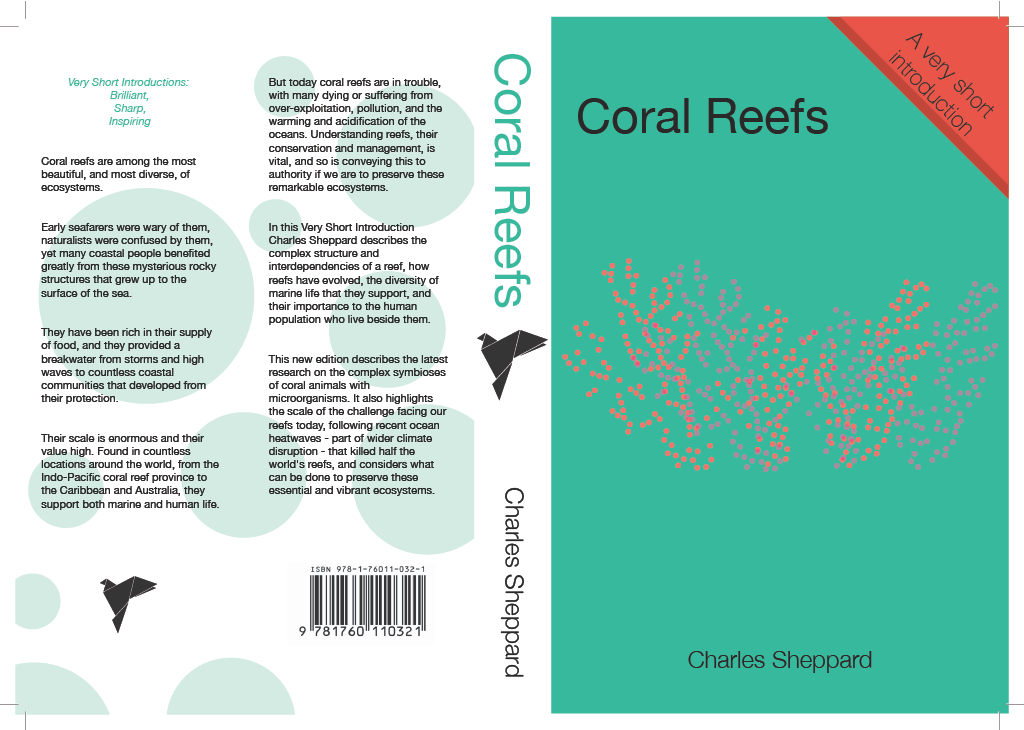 Very Short Introductions:
Brilliant,
Sharp,
Inspiring
Coral reefs are among the most
beautiful, and most diverse, of
ecosystems.
Early seafarers were wary of them,
naturalists were confused by them,
yet many coastal people benefited
greatly from these mysterious rocky
structures that grew up to the
surface of the sea.
They have been rich in their supply
of food, and they provided a
breakwater from storms and high
waves to countless coastal
communities that developed from
their protection.
Their scale is enormous and their
value high. Found in countless
locations around the world, from the
Indo-Pacific coral reef province to
the Caribbean and Australia, they
support both marine and human life.
But today coral reefs are in trouble,
with many dying or suffering from
over-exploitation, pollution, and the
warming and acidification of the
oceans. Understanding reefs, their
conservation and management, is
vital, and so is conveying this to
authority if we are to preserve these
remarkable ecosystems.
In this Very Short Introduction
Charles Sheppard describes the
complex structure and
interdependencies of a reef, how
reefs have evolved, the diversity of
marine life that they support, and
their importance to the human
population who live beside them.
This new edition describes the latest
research on the complex symbioses
of coral animals with
microorganisms. It also highlights
the scale of the challenge facing our
reefs today, following recent ocean
heatwaves - part of wider climate
disruption - that killed half the
world's reefs, and considers what
can be done to preserve these
essential and vibrant ecosystems.
ISBN 978-1-76011-032-1
9 781760 110321
Coral Reefs
Charles Sheppard
A very short
introduction
Coral Reefs
Charles Sheppard